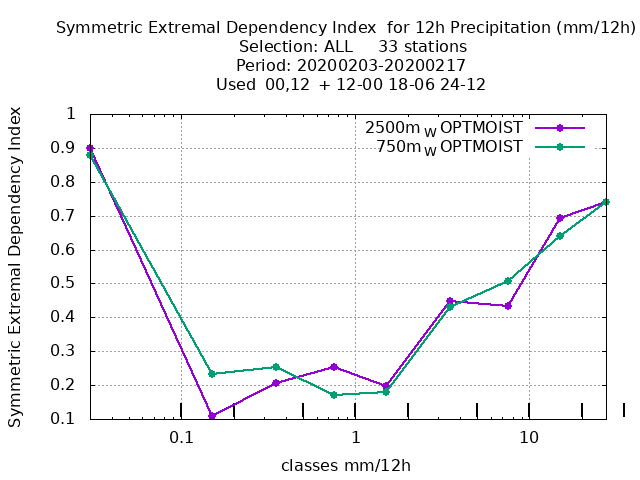 Symmetric Extremal Dependency Index  for 12h Precipitation (mm/12h)
Selection: ALL     33 stations
Period: 20200203-20200217
Used  00,12  + 12-00 18-06 24-12
Symmetric Extremal Dependency Index
1
0.9
0.8
0.7
0.6
0.5
0.4
0.3
0.2
0.1
2500m W OPTMOIST
750m W OPTMOIST
0.1 1 10
classes mm/12h